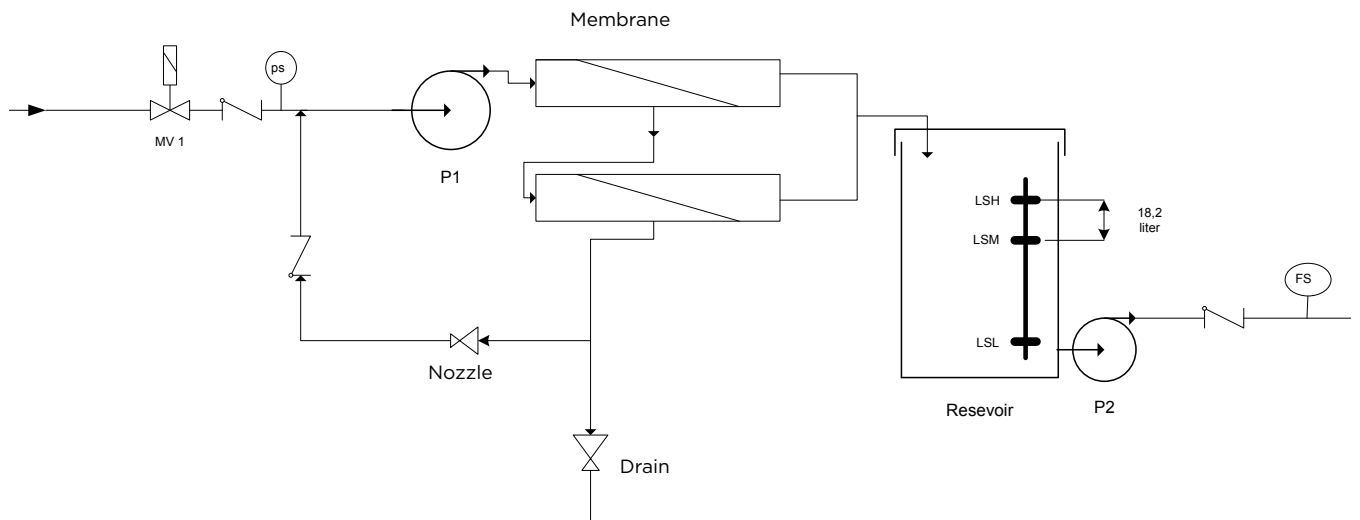 Membrane
ps
MV 1
P1
LSH
LSM
18,2
liter
FS
LSL
Nozzle
P2
Resevoir
Drain